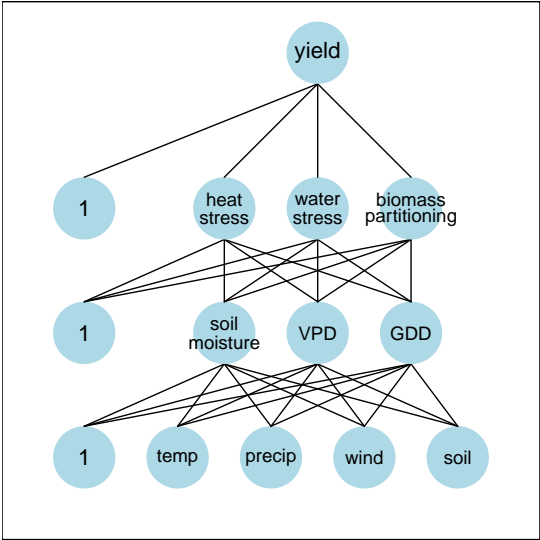 yield
1
heat
stress
water
stress
biomass
partitioning
1
soil
moisture
VPD
GDD
1
temp
precip
wind
soil